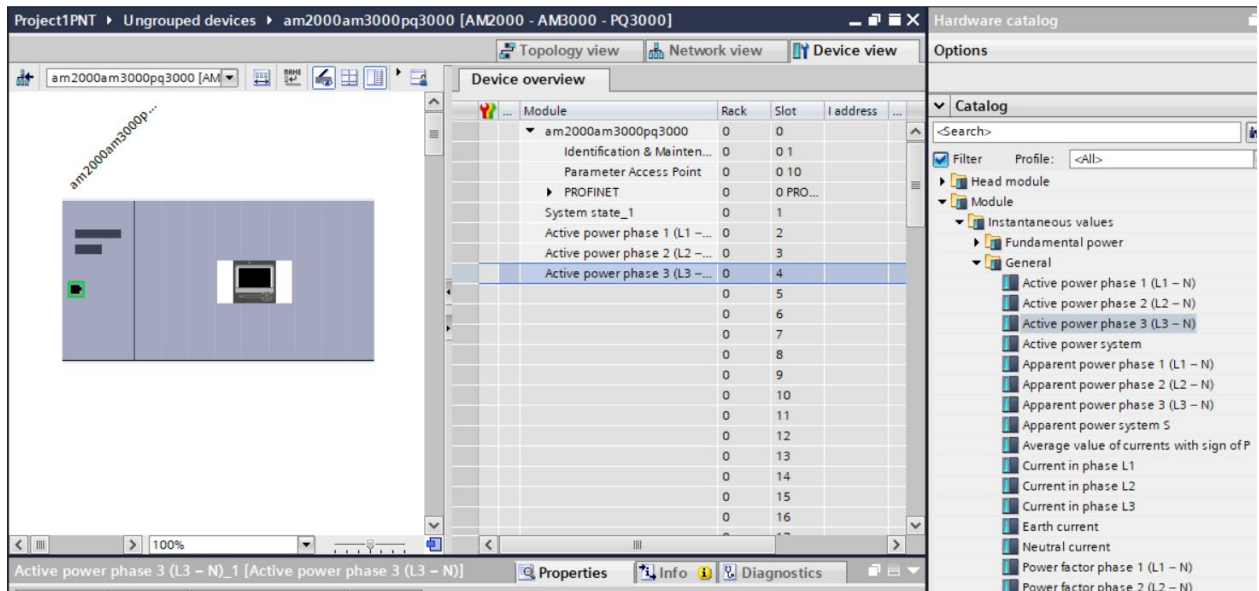 Project1PNT ▸ Ungrouped devices ▸ am2000am3000pq3000 [AM2000 - AM3000 - PQ3000]
Topology view Network view Device view
am2000am3000pq3000 [AM
Device overview
am2000am3000p...
... Module Rack Slot I address ...
am2000am3000pq3000 0 0
Identification & Mainten... 0 0 1
Parameter Access Point 0 0 10
PROFINET 0 0 PRO...
System state_1 0 1
Active power phase 1 (L1 –... 0 2
Active power phase 2 (L2 –... 0 3
Active power phase 3 (L3 –... 0 4
0 5
0 6
0 7
0 8
0 9
0 10
0 11
0 12
0 13
0 14
0 15
0 16
100%
Active power phase 3 (L3 – N)_1 [Active power phase 3 (L3 – N)]
Properties Info Diagnostics
Hardware catalog
Options
Catalog
<Search>
Filter Profile: <All>
Head module
Module
Instantaneous values
Fundamental power
General
Active power phase 1 (L1 – N)
Active power phase 2 (L2 – N)
Active power phase 3 (L3 – N)
Active power system
Apparent power phase 1 (L1 – N)
Apparent power phase 2 (L2 – N)
Apparent power phase 3 (L3 – N)
Apparent power system S
Average value of currents with sign of P
Current in phase L1
Current in phase L2
Current in phase L3
Earth current
Neutral current
Power factor phase 1 (L1 – N)
Power factor phase 2 (L2 – N)